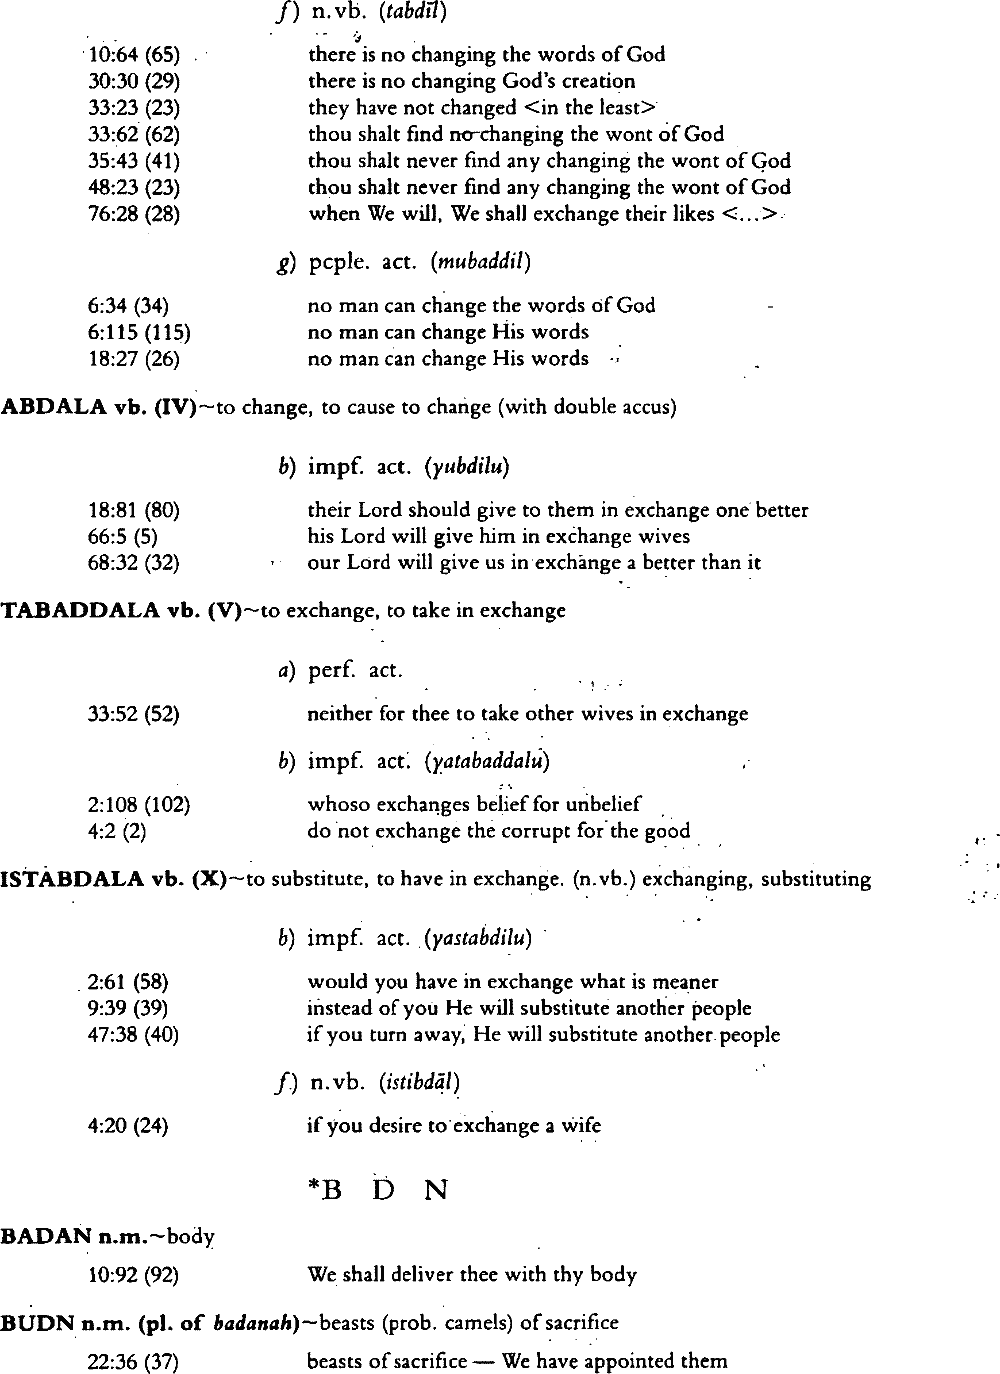 f) n.vb. (tabdīl)
10:64 (65) there is no changing the words of God
30:30 (29) there is no changing God's creation
33:23 (23) they have not changed <in the least>
33:62 (62) thou shalt find no changing the wont of God
35:43 (41) thou shalt never find any changing the wont of God
48:23 (23) thou shalt never find any changing the wont of God
76:28 (28) when We will, We shall exchange their likes <...>
g) pcple. act. (mubaddil)
6:34 (34) no man can change the words of God
6:115 (115) no man can change His words
18:27 (26) no man can change His words
ABDALA vb. (IV)~to change, to cause to change (with double accus)
b) impf. act. (yubdilu)
18:81 (80) their Lord should give to them in exchange one better
66:5 (5) his Lord will give him in exchange wives
68:32 (32) our Lord will give us in exchange a better than it
TABADDALA vb. (V)~to exchange, to take in exchange
a) perf. act.
33:52 (52) neither for thee to take other wives in exchange
b) impf. act. (yatabaddalu)
2:108 (102) whoso exchanges belief for unbelief
4:2 (2) do not exchange the corrupt for the good
ISTABDALA vb. (X)~to substitute, to have in exchange. (n.vb.) exchanging, substituting
b) impf. act. (yastabdilu)
2:61 (58) would you have in exchange what is meaner
9:39 (39) instead of you He will substitute another people
47:38 (40) if you turn away, He will substitute another people
f) n.vb. (istibdāl)
4:20 (24) if you desire to exchange a wife
*B D N
BADAN n.m.~body
10:92 (92) We shall deliver thee with thy body
BUDN n.m. (pl. of badanah)~beasts (prob. camels) of sacrifice
22:36 (37) beasts of sacrifice — We have appointed them